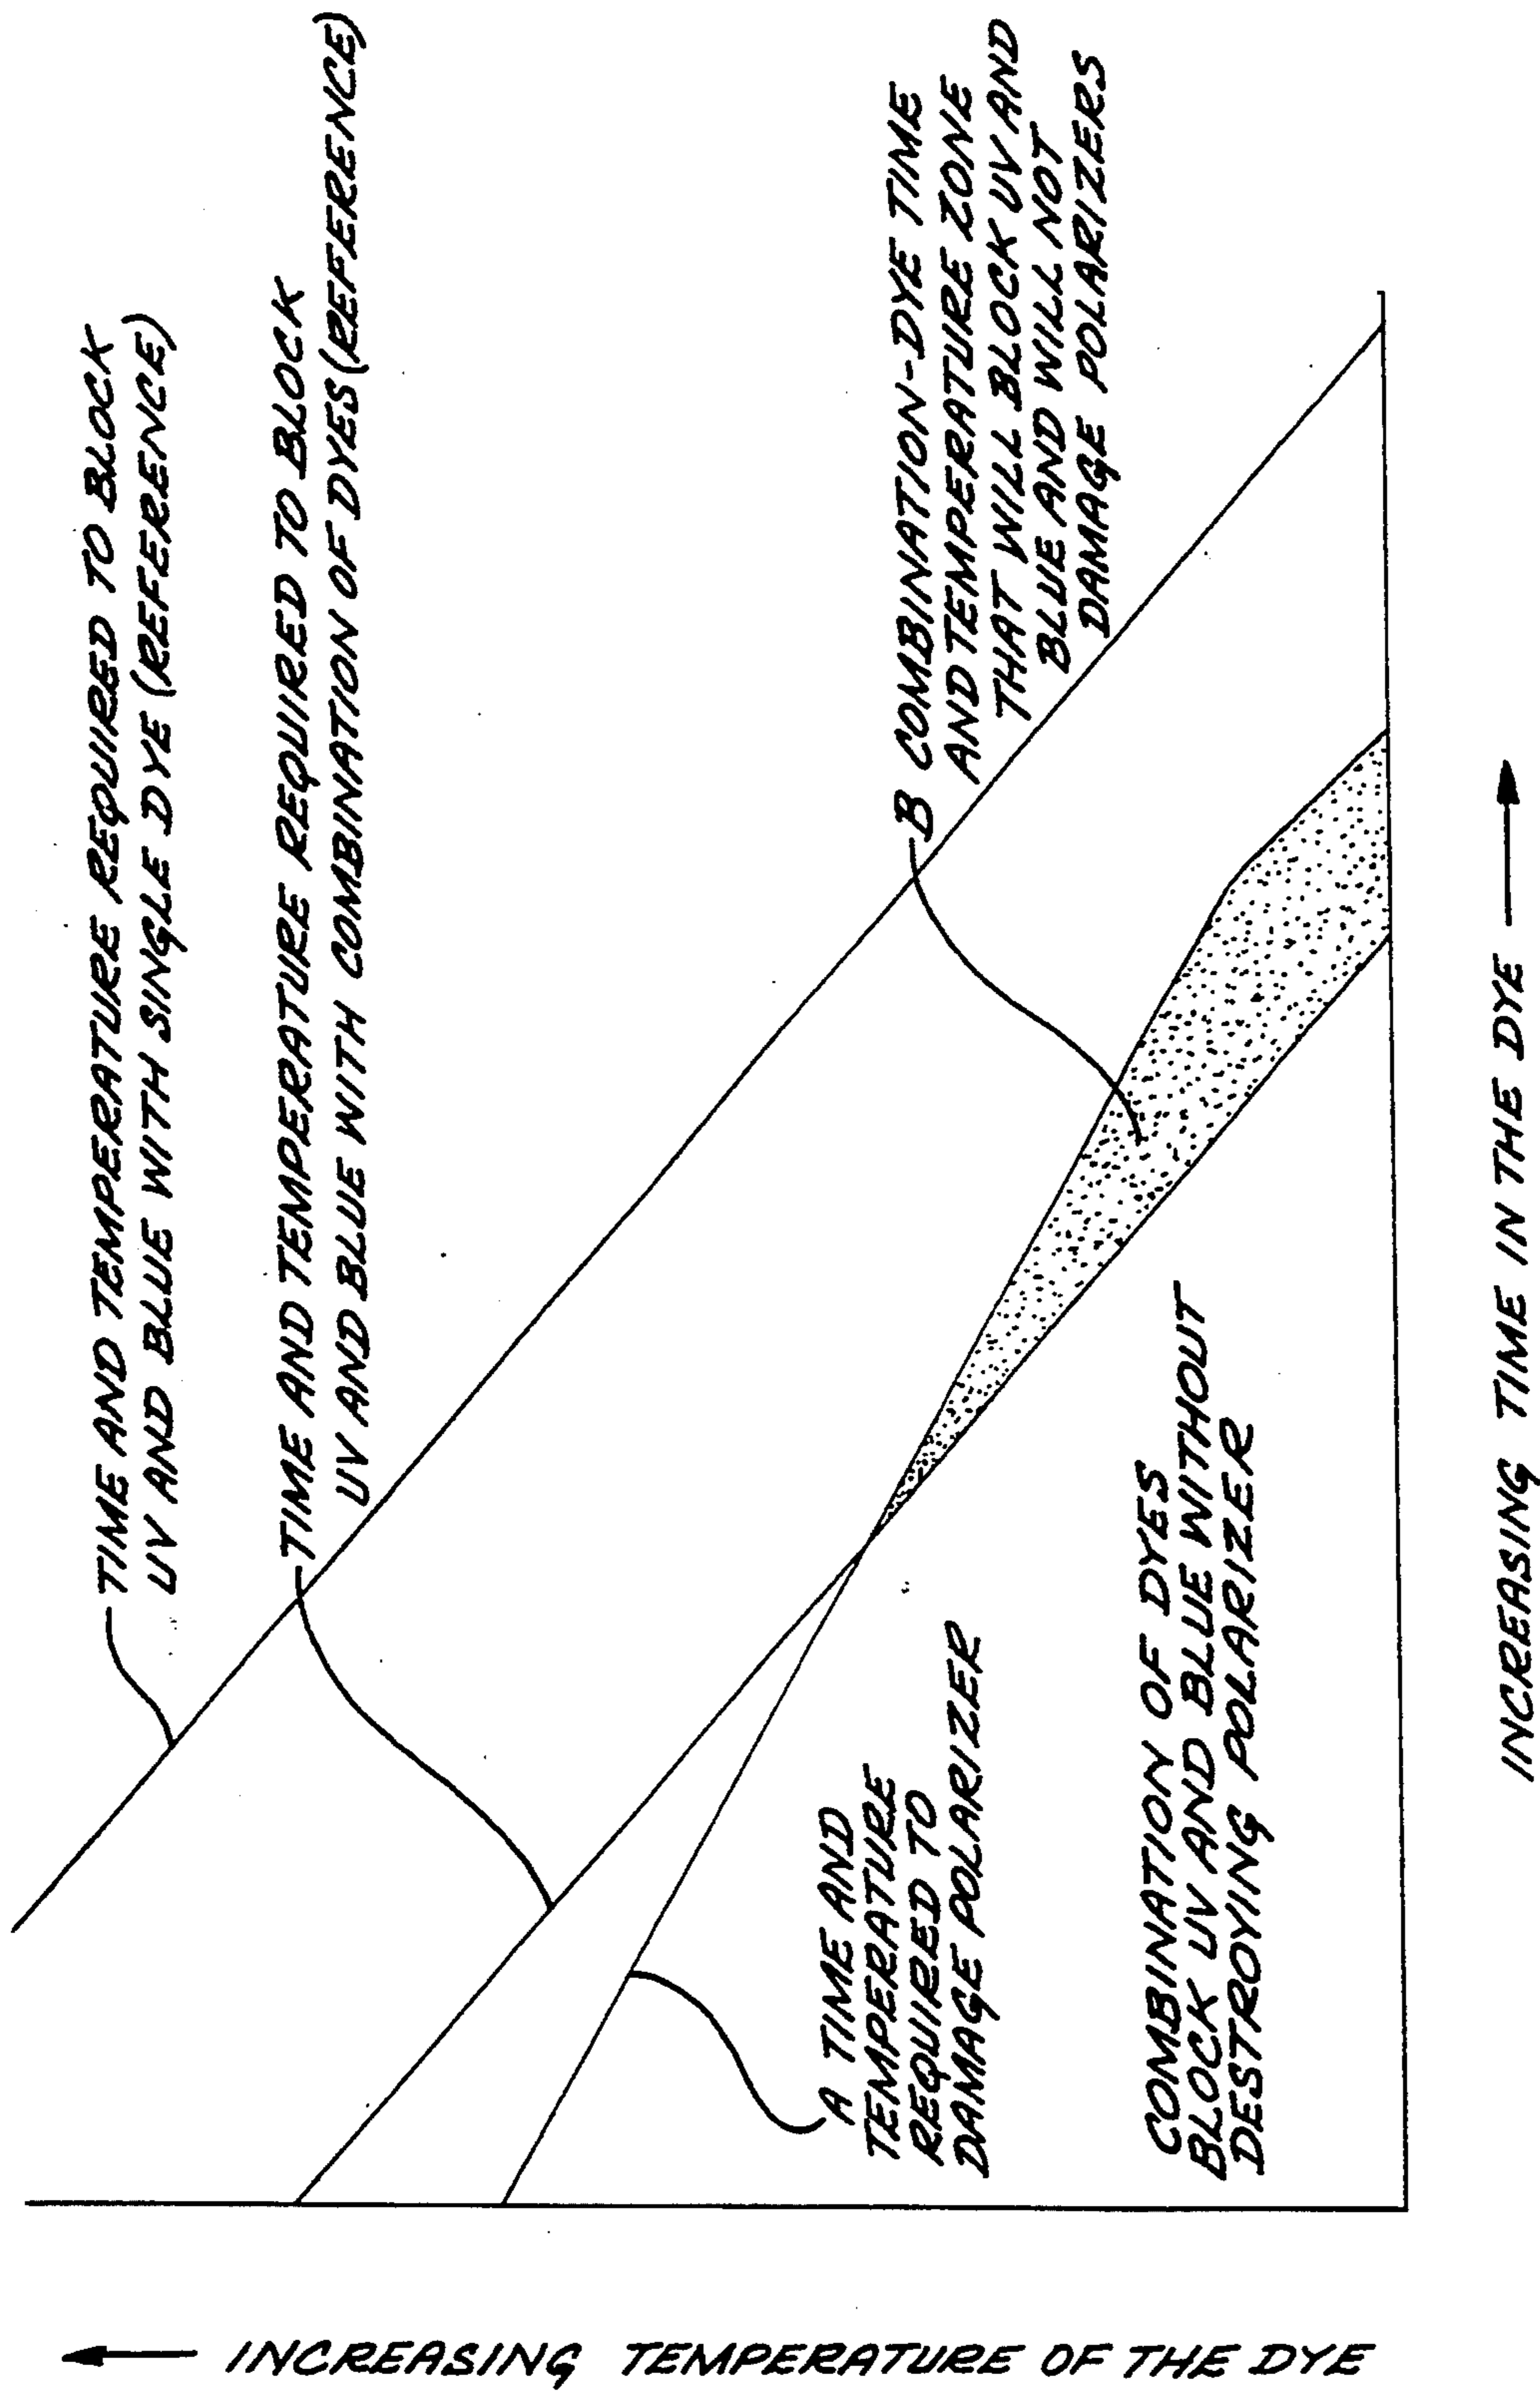 TIME AND TEMPERATURE REQUIRED TO BLOCK
UV AND BLUE WITH SINGLE DYE (REFERENCE)
TIME AND TEMPERATURE REQUIRED TO BLOCK
UV AND BLUE WITH COMBINATION OF DYES (REFERENCE)
B COMBINATION-DYE TIME
AND TEMPERATURE ZONE
THAT WILL BLOCK UV AND
BLUE AND WILL NOT
DAMAGE POLARIZERS
A TIME AND
TEMPERATURE
REQUIRED TO
DAMAGE POLARIZER
COMBINATION OF DYES
BLOCK UV AND BLUE WITHOUT
DESTROYING POLARIZER
INCREASING TEMPERATURE OF THE DYE
INCREASING TIME IN THE DYE